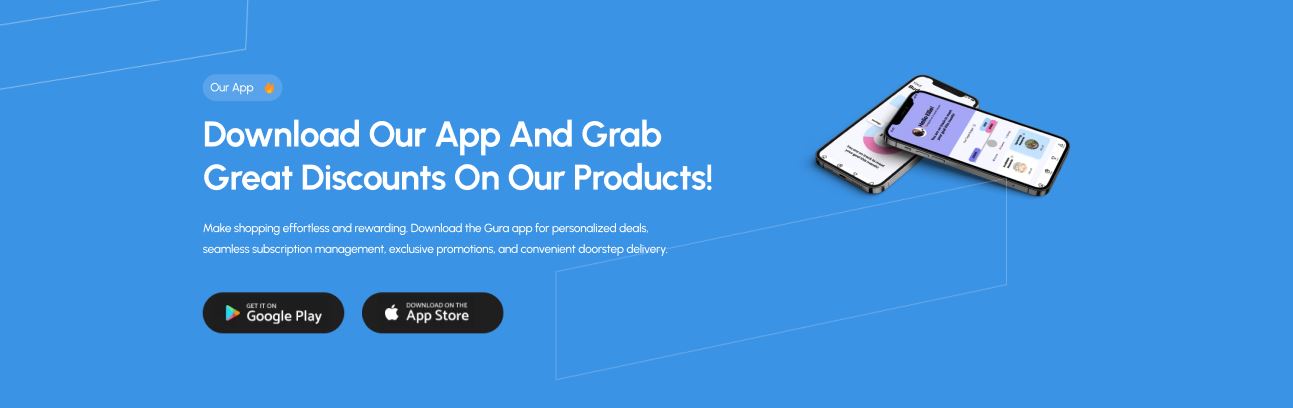 Our App
Download Our App And Grab
Great Discounts On Our Products!
Make shopping effortless and rewarding. Download the Gura app for personalized deals,
seamless subscription management, exclusive promotions, and convenient doorstep delivery.
GET IT ON
Google Play
DOWNLOAD ON THE
App Store
Hello Ella!